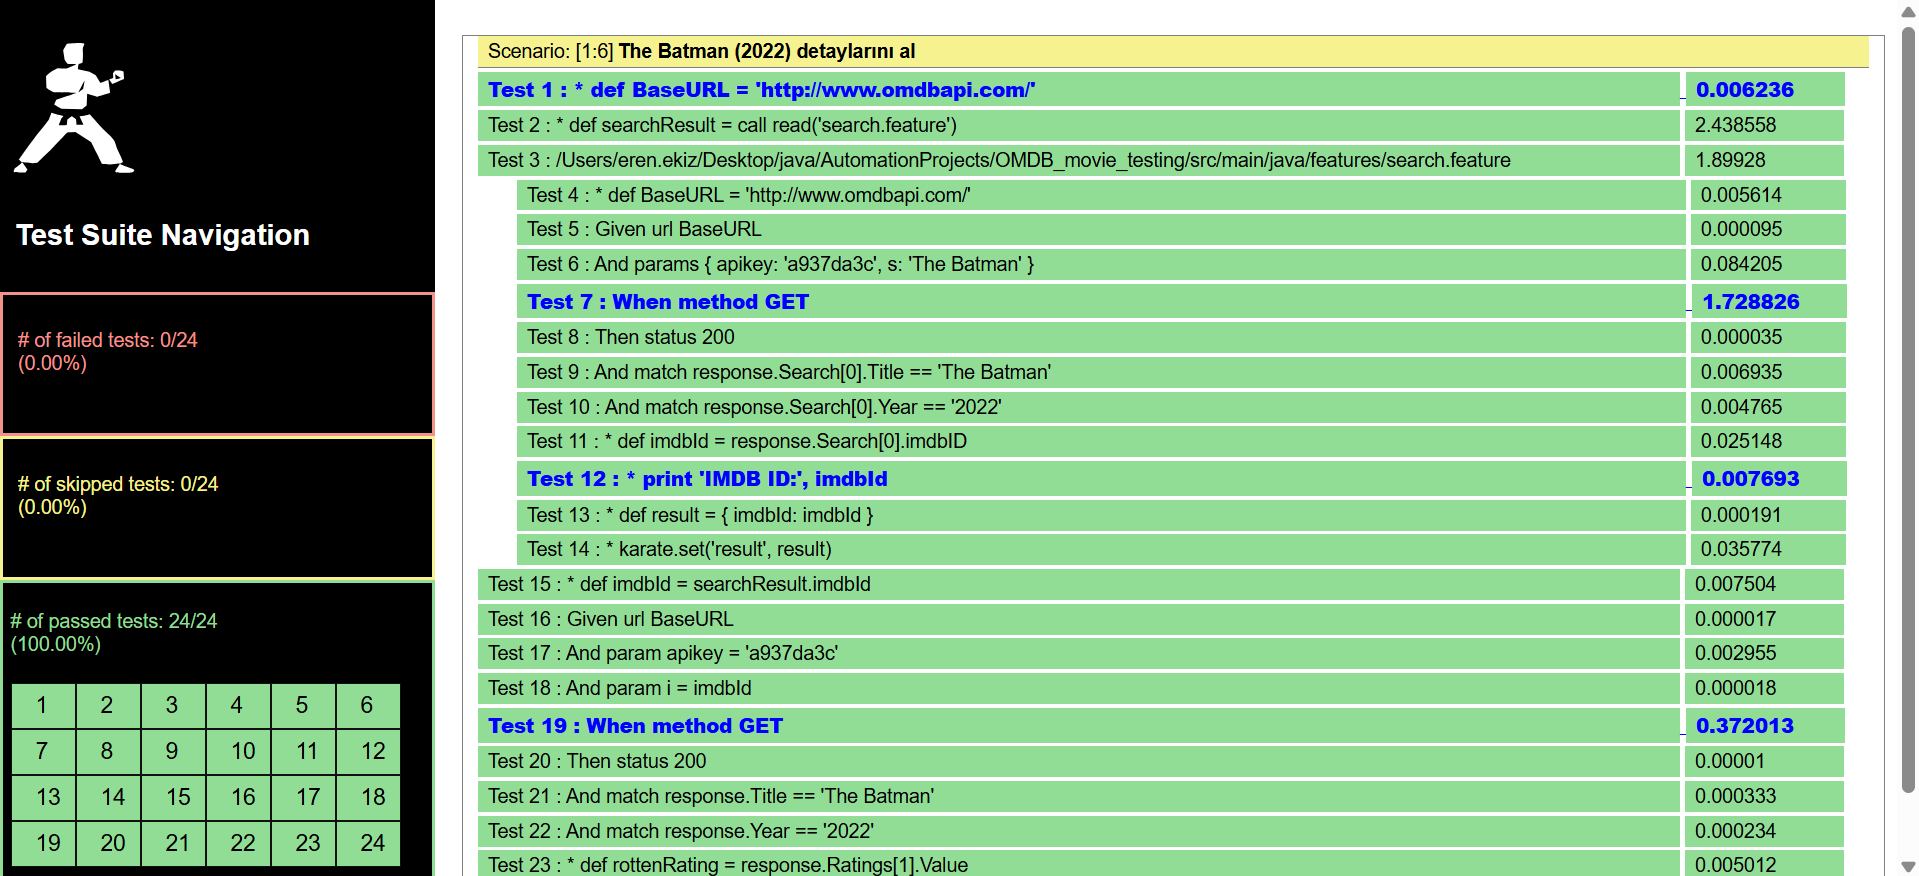 Test Suite Navigation
# of failed tests: 0/24
(0.00%)
# of skipped tests: 0/24
(0.00%)
# of passed tests: 24/24
(100.00%)
1 2 3 4 5 6
7 8 9 10 11 12
13 14 15 16 17 18
19 20 21 22 23 24
Scenario: [1:6] The Batman (2022) detaylarını al
Test 1 : * def BaseURL = 'http://www.omdbapi.com/' 0.006236
Test 2 : * def searchResult = call read('search.feature') 2.438558
Test 3 : /Users/eren.ekiz/Desktop/java/AutomationProjects/OMDB_movie_testing/src/main/java/features/search.feature 1.89928
Test 4 : * def BaseURL = 'http://www.omdbapi.com/' 0.005614
Test 5 : Given url BaseURL 0.000095
Test 6 : And params { apikey: 'a937da3c', s: 'The Batman' } 0.084205
Test 7 : When method GET 1.728826
Test 8 : Then status 200 0.000035
Test 9 : And match response.Search[0].Title == 'The Batman' 0.006935
Test 10 : And match response.Search[0].Year == '2022' 0.004765
Test 11 : * def imdbId = response.Search[0].imdbID 0.025148
Test 12 : * print 'IMDB ID:', imdbId 0.007693
Test 13 : * def result = { imdbId: imdbId } 0.000191
Test 14 : * karate.set('result', result) 0.035774
Test 15 : * def imdbId = searchResult.imdbId 0.007504
Test 16 : Given url BaseURL 0.000017
Test 17 : And param apikey = 'a937da3c' 0.002955
Test 18 : And param i = imdbId 0.000018
Test 19 : When method GET 0.372013
Test 20 : Then status 200 0.00001
Test 21 : And match response.Title == 'The Batman' 0.000333
Test 22 : And match response.Year == '2022' 0.000234
Test 23 : * def rottenRating = response.Ratings[1].Value 0.005012